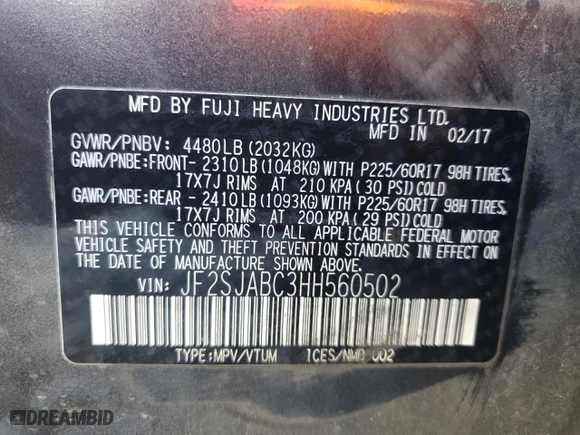 MFD BY FUJI HEAVY INDUSTRIES LTD.
MFD IN 02/17
GVWR/PNBV: 4480LB (2032KG)
GAWR/PNBE:FRONT- 2310LB (1048KG) WITH P225/60R17 98H TIRES,
17X7J RIMS AT 210 KPA ( 30 PSI) COLD
GAWR/PNBE:REAR - 2410LB (1093KG) WITH P225/60R17 98H TIRES,
17X7J RIMS AT 200 KPA ( 29 PSI) COLD
THIS VEHICLE CONFORMS TO ALL APPLICABLE FEDERAL MOTOR
VEHICLE SAFETY AND THEFT PREVENTION STANDARDS IN EFFECT ON
THE DATE OF MANUFACTURE SHOWN ABOVE.
VIN: JF2SJABC3HH560502
TYPE:MPV/VTUM ICES/NMB 002
DREAMBID